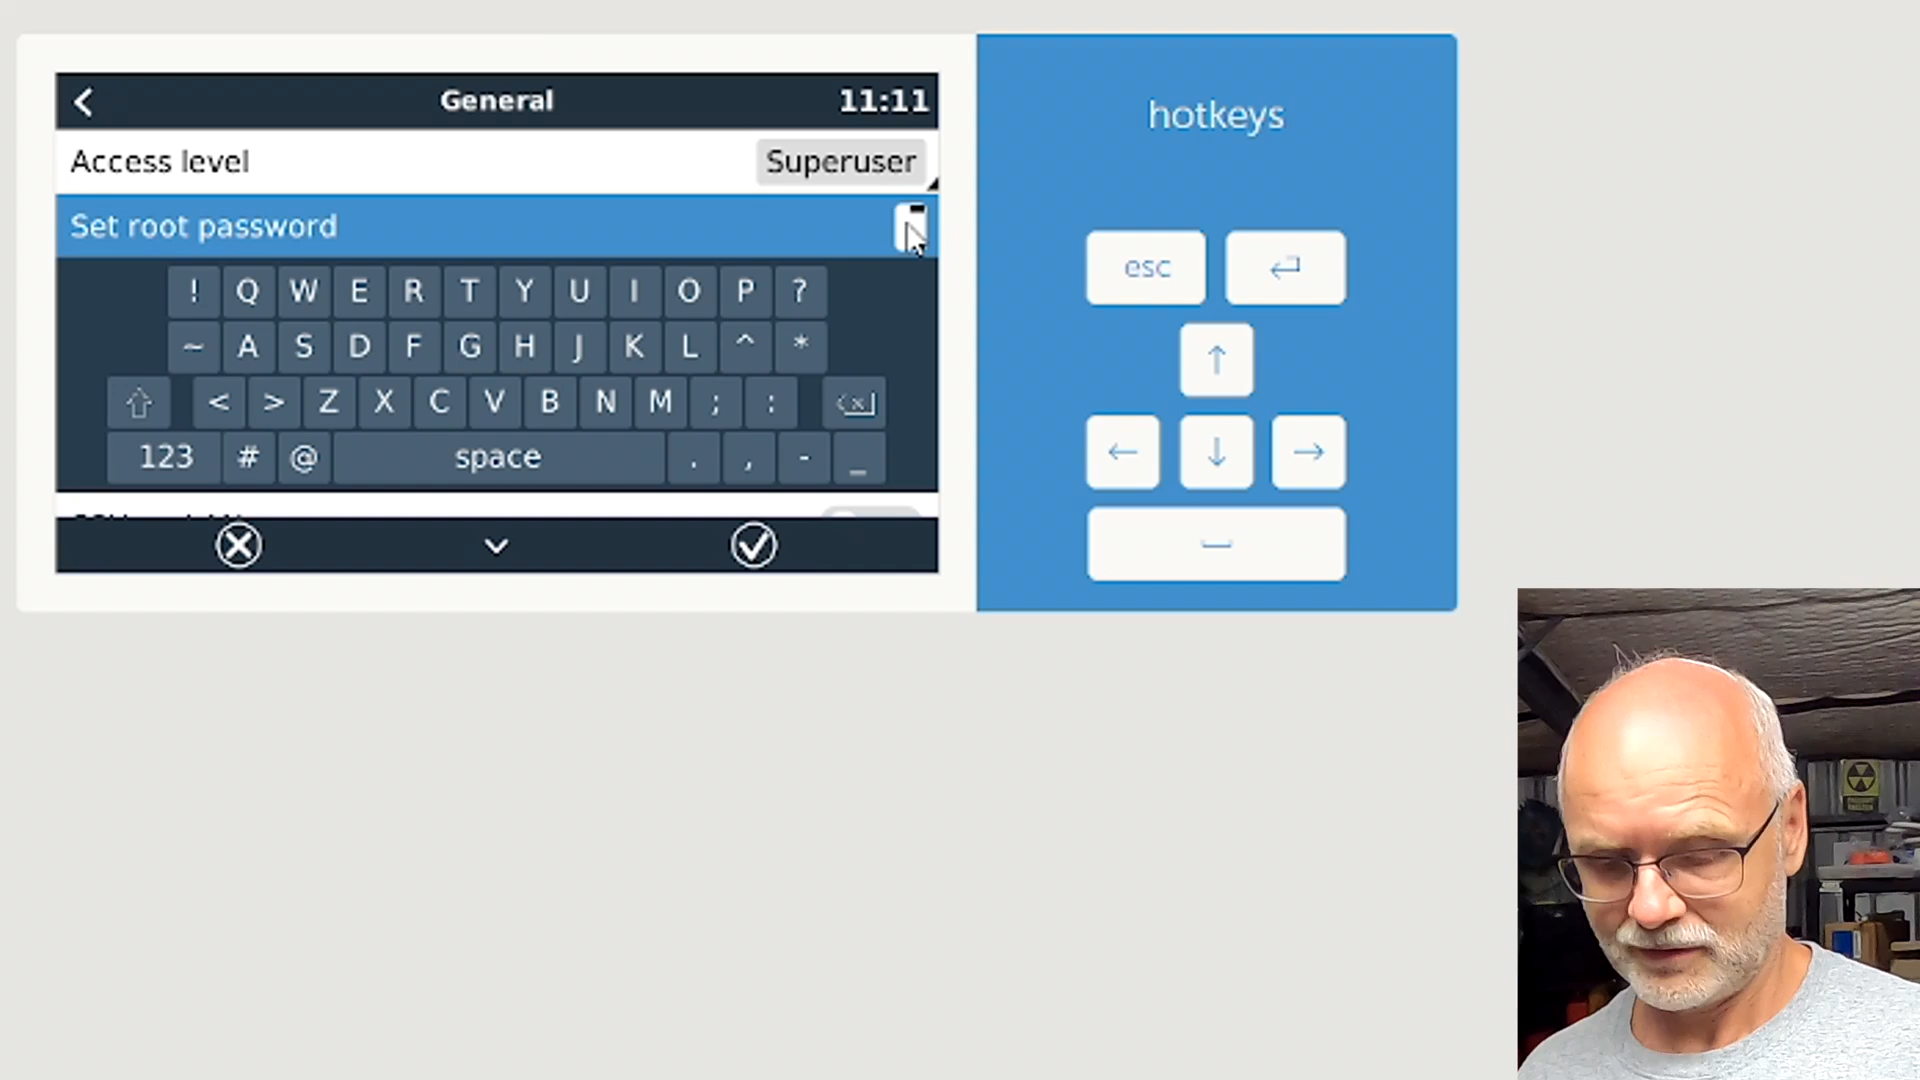 General 11:11
Access level Superuser
Set root password
! Q W E R T Y U I O P ?
~ A S D F G H J K L ^ *
< > Z X C V B N M ; :
123 # @ space . , - _
hotkeys
esc